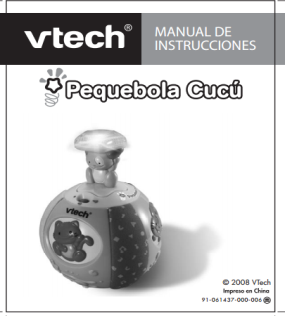 vtech®
MANUAL DE
INSTRUCCIONES
Pequebola Cucú
vtech
© 2008 VTech
Impreso en China
91-061437-000-006